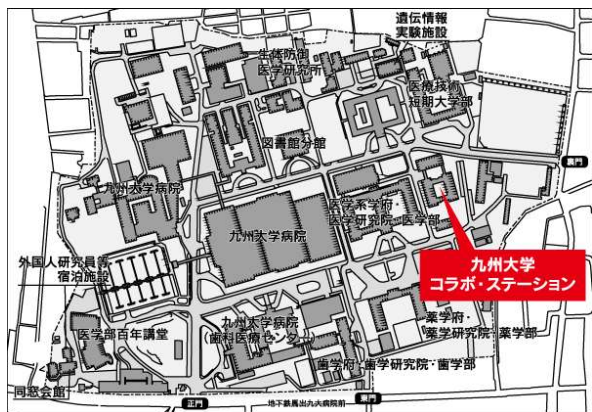 遺伝情報
実験施設
生体防御
医学研究所
医療技術
短期大学部
図書館分館
裏門
九州大学病院
医学系学府・
医学研究院・医学部
九州大学病院
外国人研究員等
宿泊施設
九州大学
コラボ・ステーション
医学部百年講堂
九州大学病院
(歯科医療センター)
薬学府・
薬学研究院・薬学部
歯学府・歯学研究院・歯学部
同窓会館
正門
地下鉄馬出九大病院前
東門